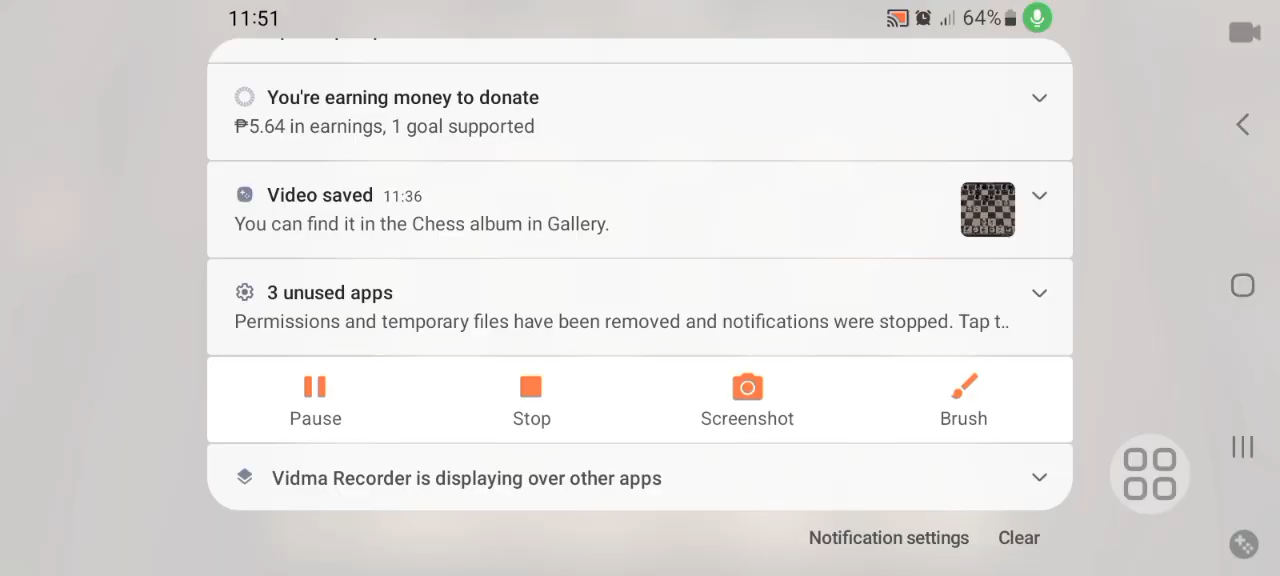 11:51
64%
You're earning money to donate
₱5.64 in earnings, 1 goal supported
Video saved 11:36
You can find it in the Chess album in Gallery.
3 unused apps
Permissions and temporary files have been removed and notifications were stopped. Tap t..
Pause
Stop
Screenshot
Brush
Vidma Recorder is displaying over other apps
Notification settings
Clear